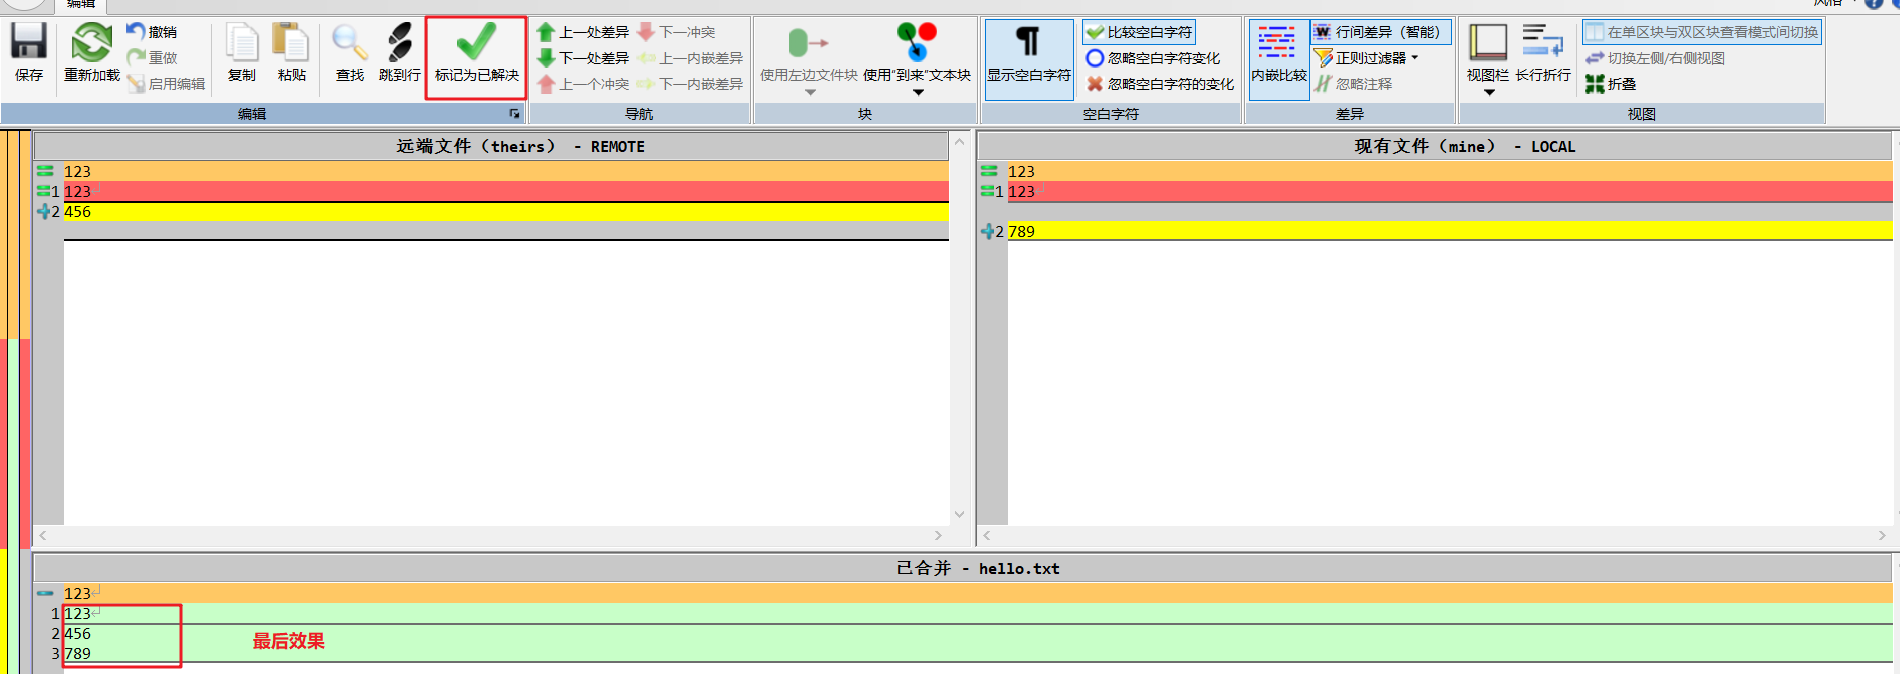 编辑
风格
保存
重新加载
撤销
重做
启用编辑
复制
粘贴
查找
跳到行
标记为已解决
编辑
上一处差异
下一处差异
上一个冲突
下一冲突
上一内嵌差异
下一内嵌差异
导航
使用左边文件块
使用“到来”文本块
块
显示空白字符
比较空白字符
忽略空白字符变化
忽略空白字符的变化
空白字符
内嵌比较
行间差异（智能）
正则过滤器
忽略注释
差异
视图栏
长行折行
在单区块与双区块查看模式间切换
切换左侧/右侧视图
折叠
视图
远端文件（theirs） - REMOTE
123
1 123
2 456
现有文件（mine） - LOCAL
123
1 123
2 789
已合并 - hello.txt
123
1 123
2 456
3 789
最后效果